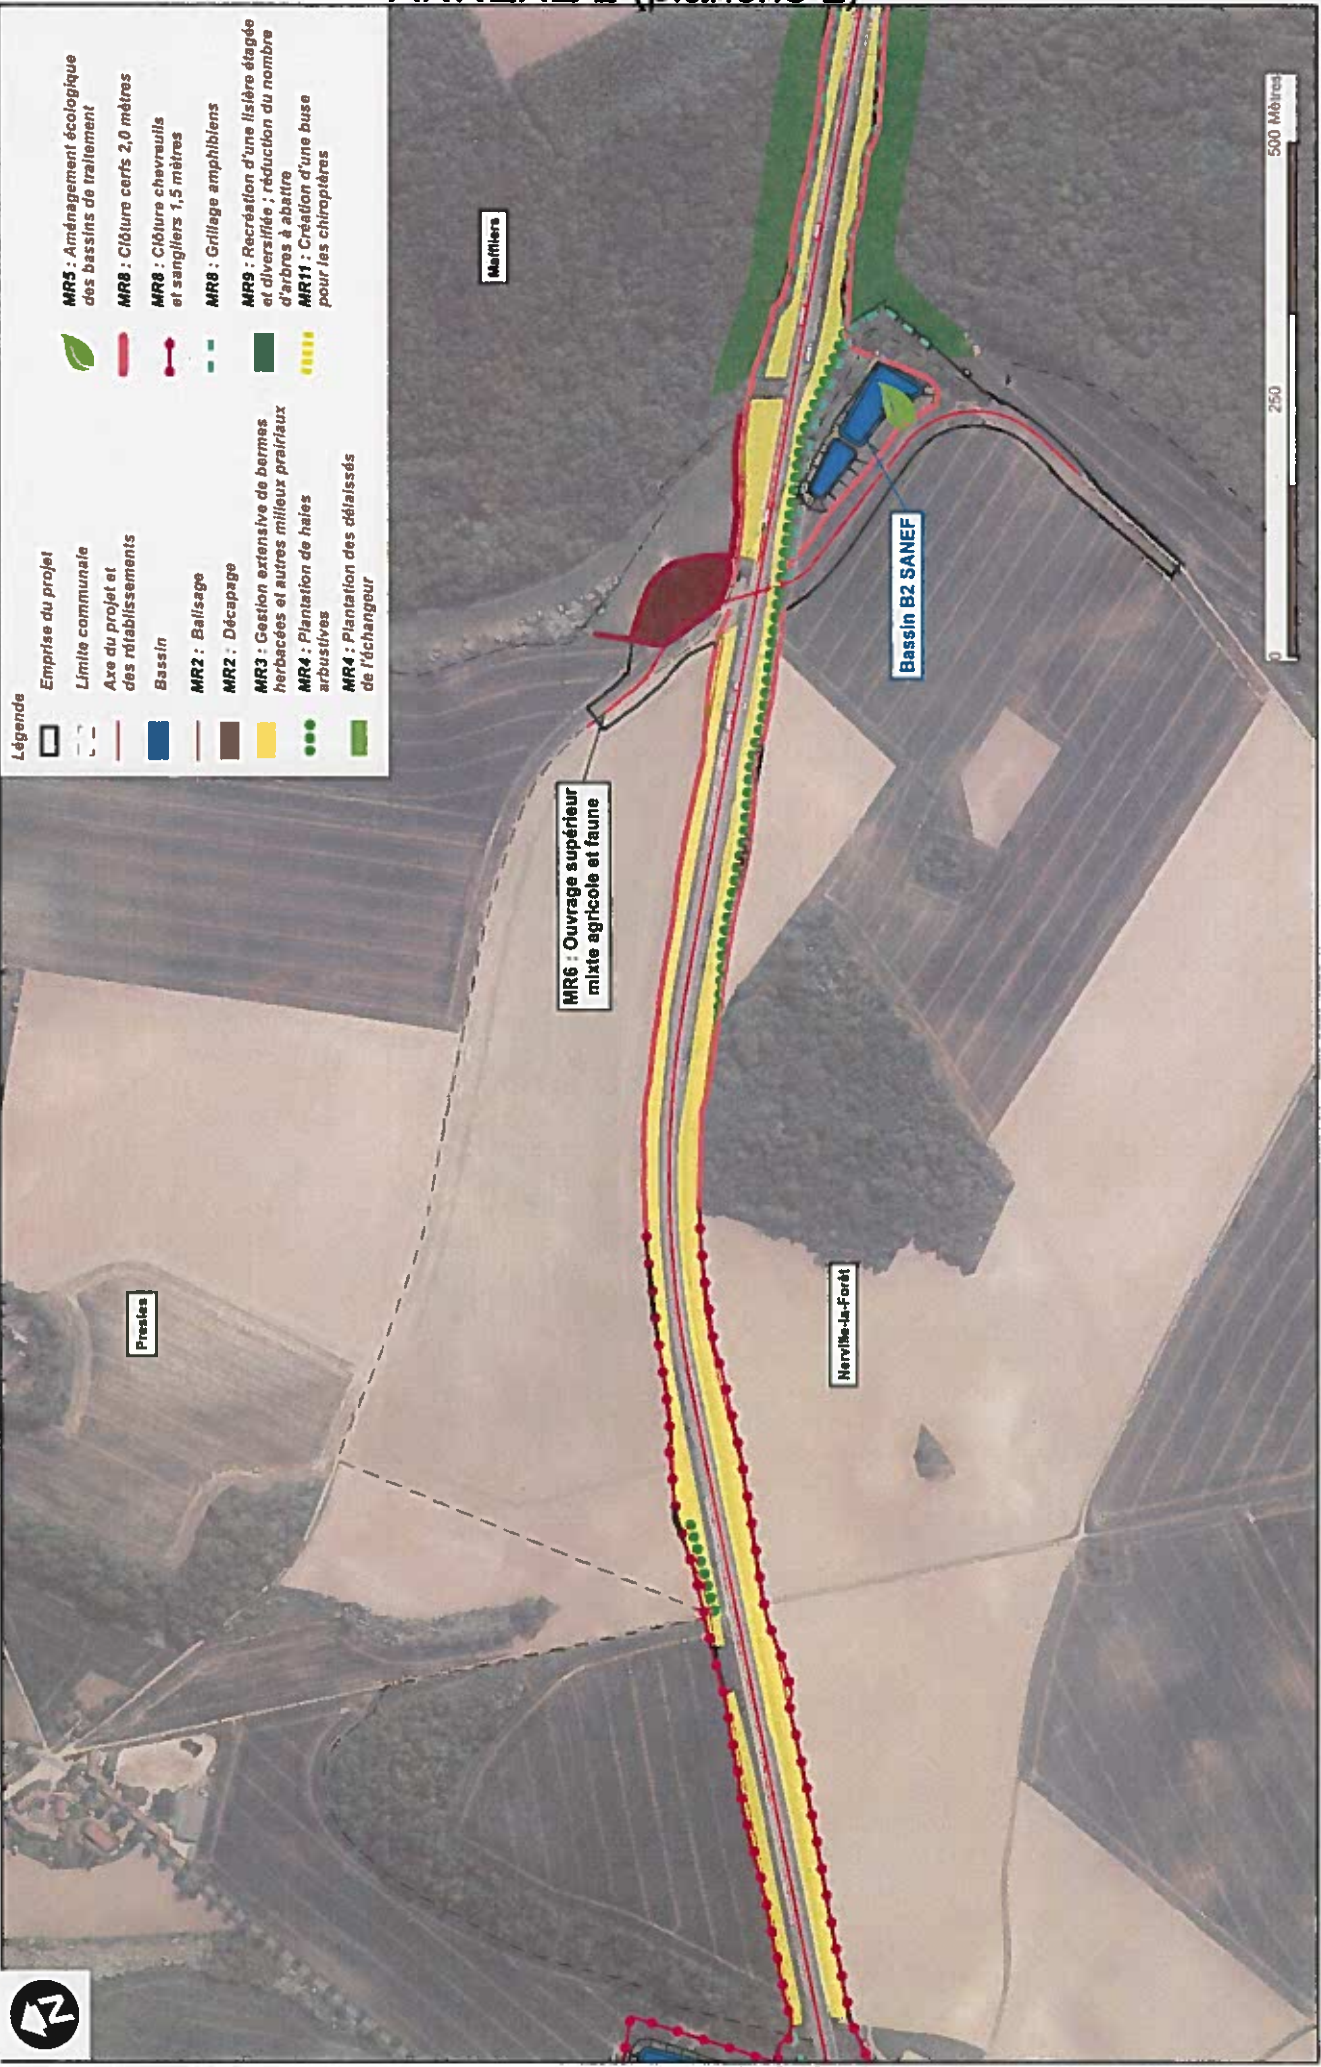 Légende
Emprise du projet
Limite communale
Axe du projet et
des rétablissements
Bassin
MR2 : Balisage
MR2 : Décapage
MR3 : Gestion extensive de bermes
herbacées et autres milieux prairiaux
MR4 : Plantation de haies
arbustives
MR4 : Plantation des délaissés
de l'échangeur
MR5 : Aménagement écologique
des bassins de traitement
MR8 : Clôture cerfs 2,0 mètres
MR8 : Clôture chevreuils
et sangliers 1,5 mètres
MR8 : Grillage amphibiens
MR9 : Recréation d'une lisière étagée
et diversifiée ; réduction du nombre
d'arbres à abattre
MR11 : Création d'une buse
pour les chiroptères
Maffliers
Presles
MR6 : Ouvrage supérieur
mixte agricole et faune
Bassin B2 SANEF
Nerville-la-Forêt
N
0
250
500 Mètres